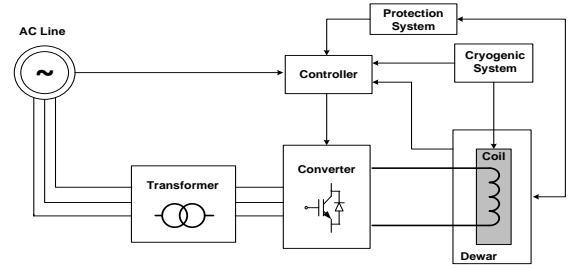 Protection
System
AC Line
~
Controller
Cryogenic
System
Transformer
Converter
Coil
Dewar